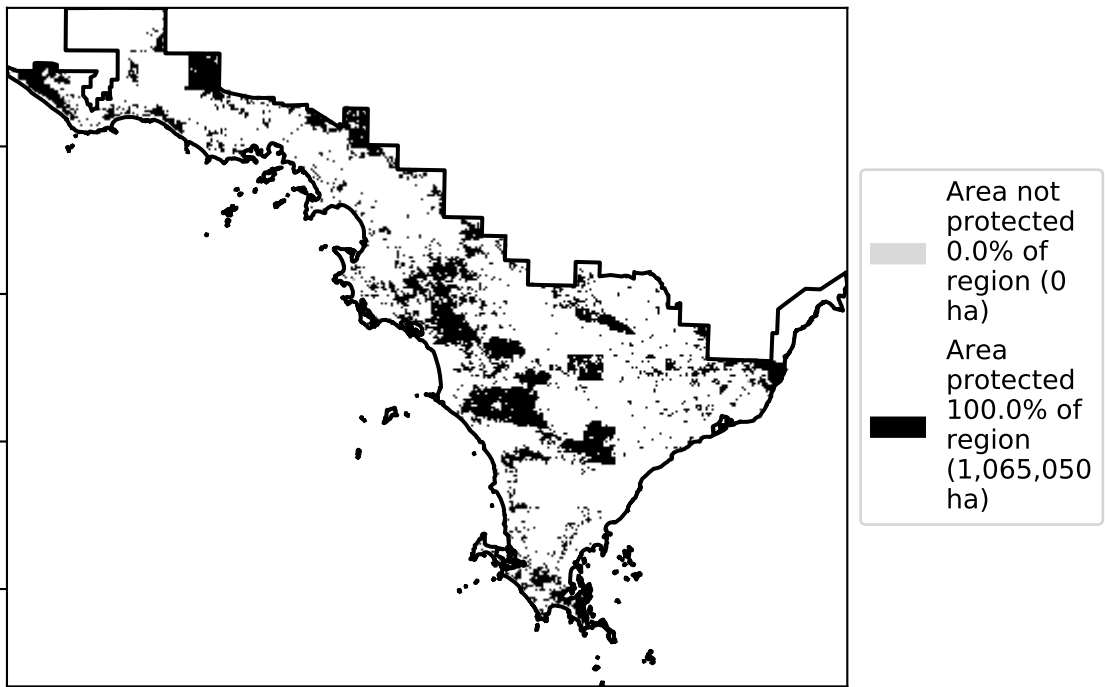 Area not
protected
0.0% of
region (0
ha)
Area
protected
100.0% of
region
(1,065,050
ha)